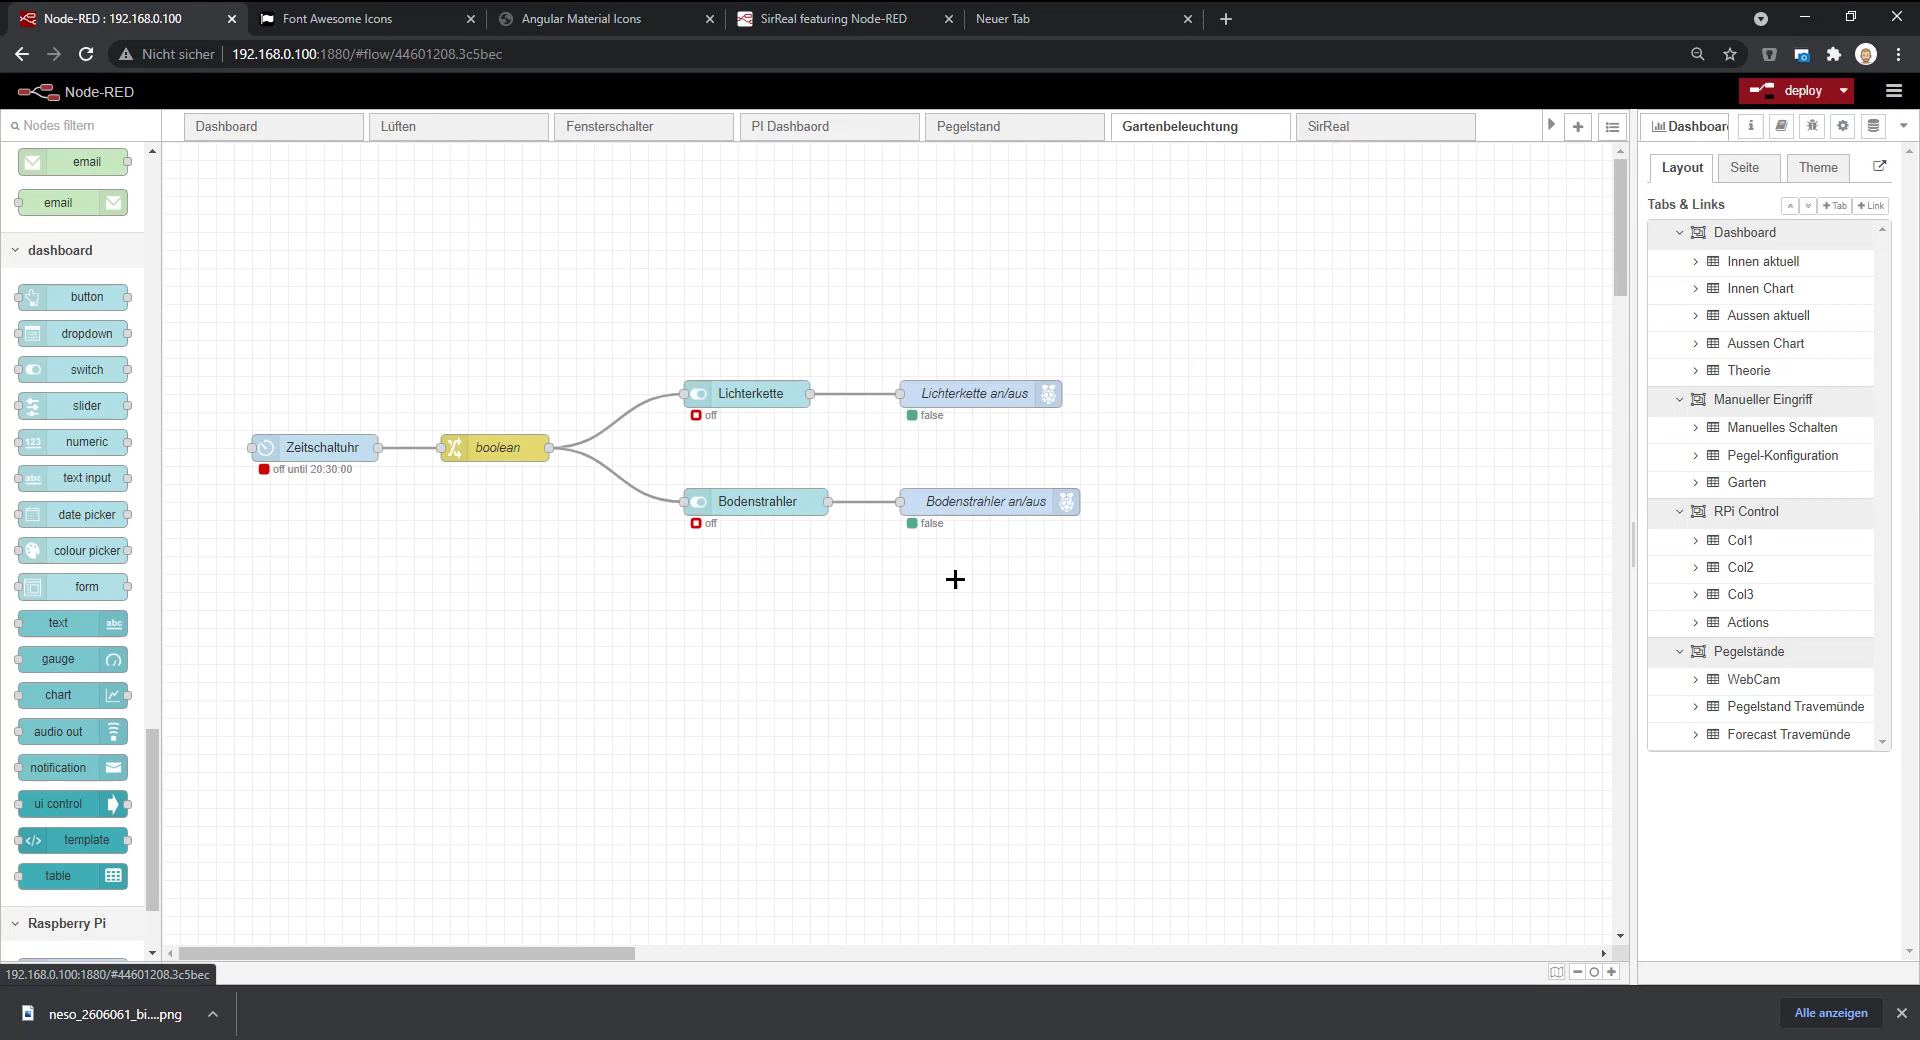 Node-RED : 192.168.0.100
Font Awesome Icons
Angular Material Icons
SirReal featuring Node-RED
Neuer Tab
Nicht sicher
192.168.0.100:1880/#flow/44601208.3c5bec
Node-RED
deploy
Nodes filtern
Dashboard
Lüften
Fensterschalter
PI Dashbaord
Pegelstand
Gartenbeleuchtung
SirReal
Dashboar
email
email
dashboard
button
dropdown
switch
slider
123 numeric
abc text input
date picker
colour picker
form
text abc
gauge
chart
audio out
notification
ui control
</> template
table
Raspberry Pi
Zeitschaltuhr
off until 20:30:00
boolean
Lichterkette
off
Lichterkette an/aus
false
Bodenstrahler
off
Bodenstrahler an/aus
false
Layout
Seite
Theme
Tabs & Links
+ Tab
+ Link
Dashboard
Innen aktuell
Innen Chart
Aussen aktuell
Aussen Chart
Theorie
Manueller Eingriff
Manuelles Schalten
Pegel-Konfiguration
Garten
RPi Control
Col1
Col2
Col3
Actions
Pegelstände
WebCam
Pegelstand Travemünde
Forecast Travemünde
192.168.0.100:1880/#44601208.3c5bec
neso_2606061_bi....png
Alle anzeigen